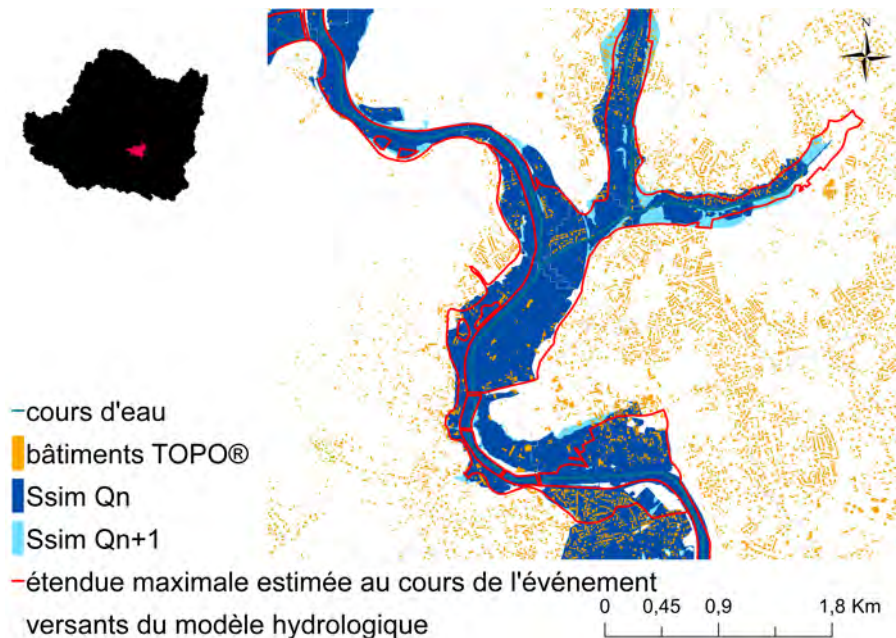 N
cours d'eau
bâtiments TOPO®
Ssim Qn
Ssim Qn+1
étendue maximale estimée au cours de l'événement
versants du modèle hydrologique
0 0,45 0,9 1,8 Km